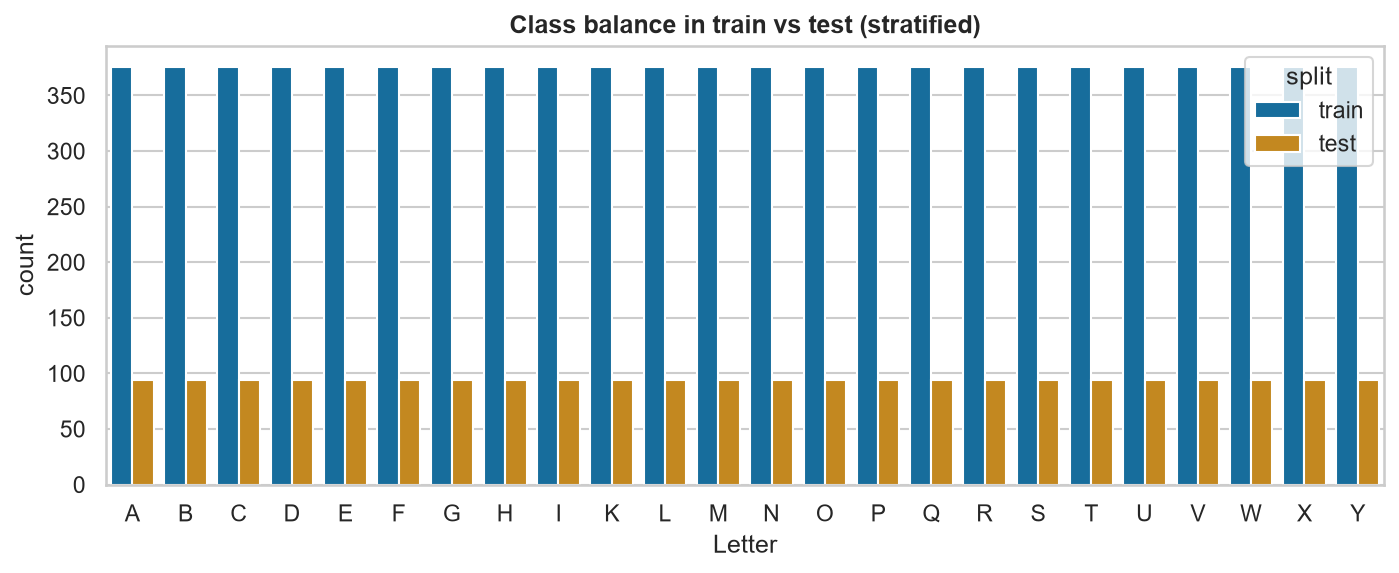 Class balance in train vs test (stratified)
split
train
test
350
300
250
200
150
100
50
0
count
A B C D E F G H I K L M N O P Q R S T U V W X Y
Letter